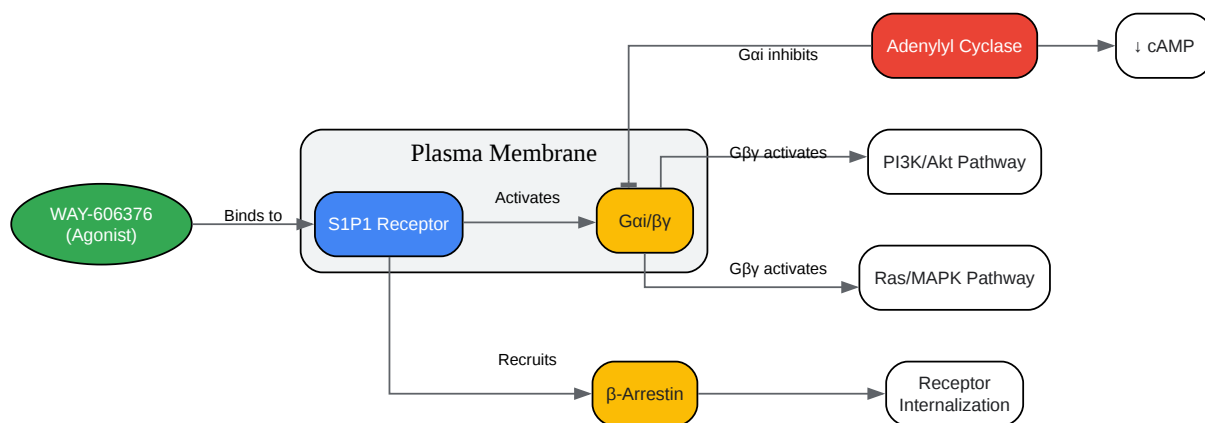 Adenylyl Cyclase
↓ cAMP
Gαi inhibits
Plasma Membrane
Gβγ activates
PI3K/Akt Pathway
WAY-606376
(Agonist)
Binds to
S1P1 Receptor
Activates
Gαi/βγ
Gβγ activates
Ras/MAPK Pathway
Recruits
β-Arrestin
Receptor
Internalization